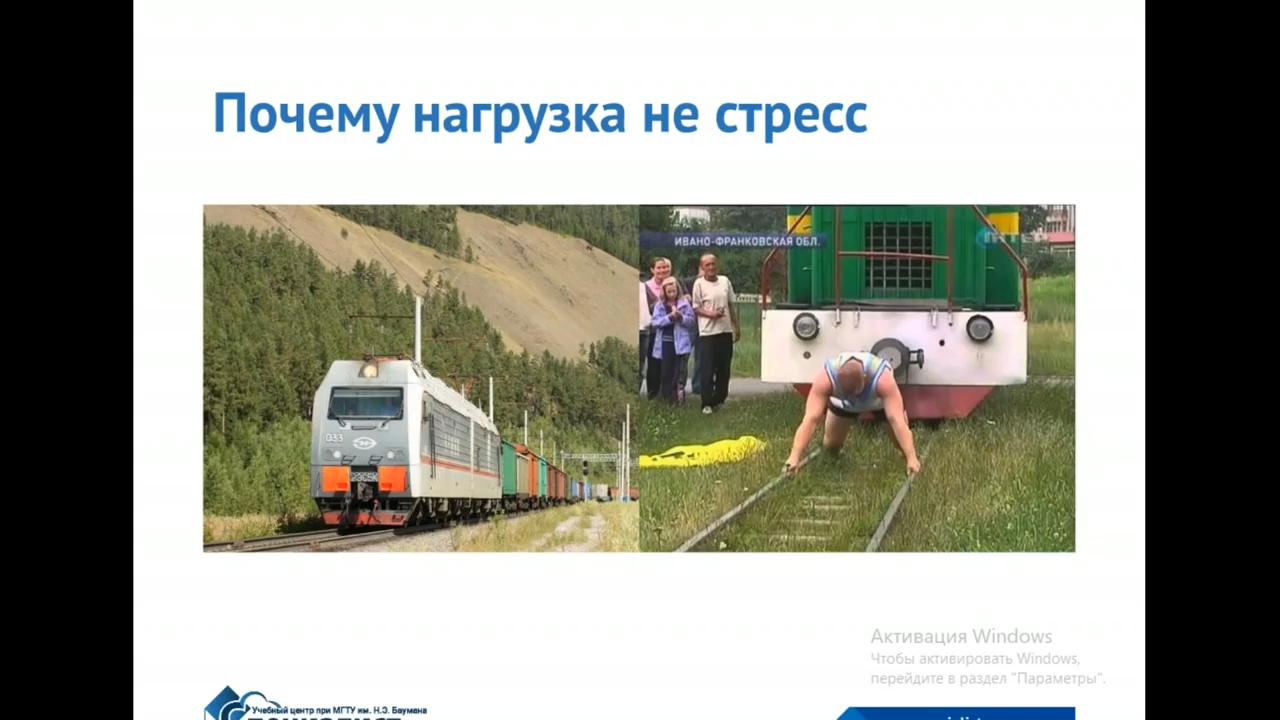 Почему нагрузка не стресс
ИВАНО-ФРАНКОВСКАЯ ОБЛ.
033
Активация Windows
Чтобы активировать Windows,
перейдите в раздел "Параметры".
Учебный центр при МГТУ им. Н.Э. Баумана